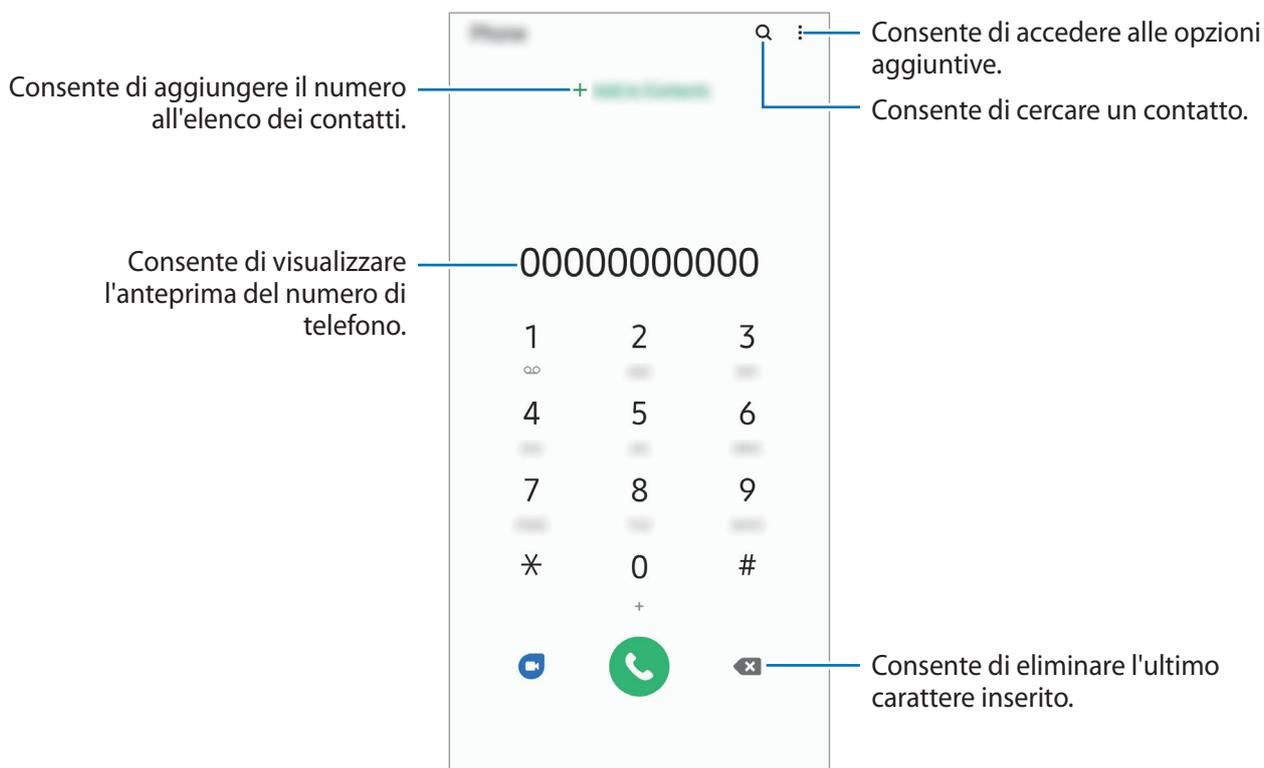 Consente di accedere alle opzioni
aggiuntive.
Consente di aggiungere il numero
all'elenco dei contatti.
Consente di cercare un contatto.
Consente di visualizzare
l'anteprima del numero di
telefono.
00000000000
1 2 3
4 5 6
7 8 9
* 0 #
+
Consente di eliminare l'ultimo
carattere inserito.